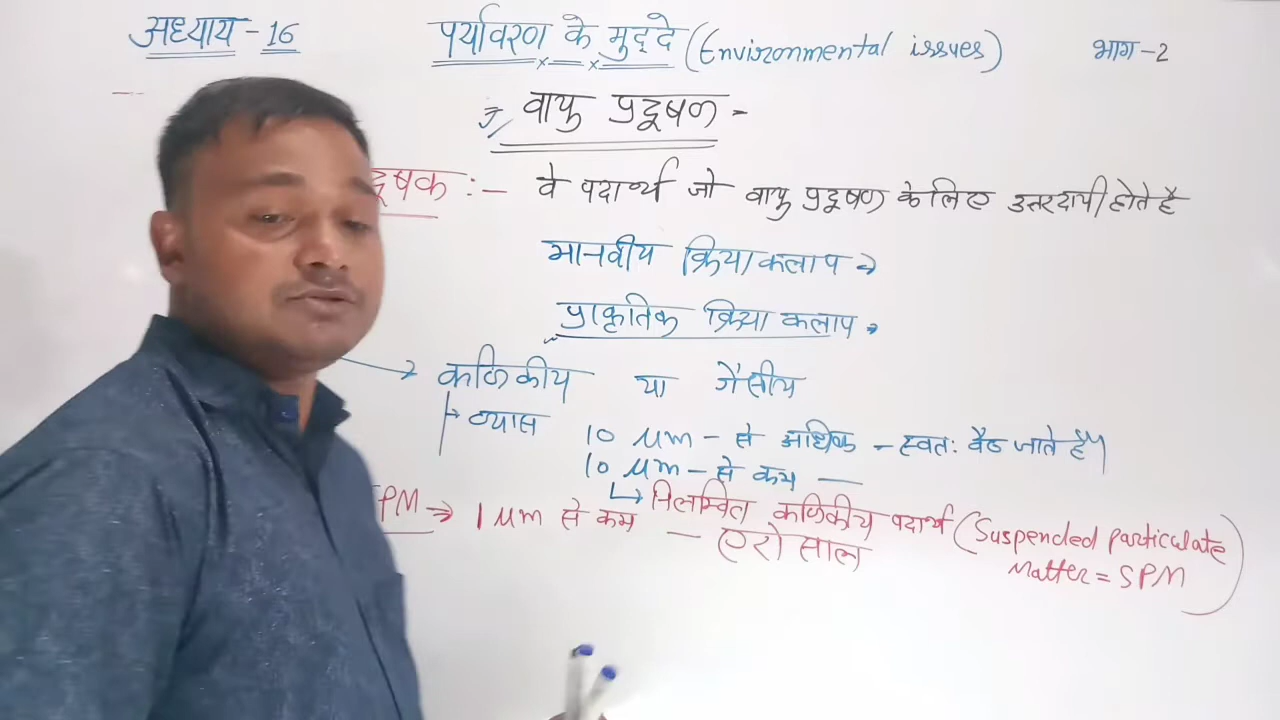 अध्याय - 16 पर्यावरण के मुद्दे (Environmental issues) भाग-2
वायु प्रदूषण -
दूषक :- वे पदार्थ जो वायु प्रदूषण के लिए उत्तरदायी होते है
मानवीय क्रियाकलाप →
प्राकृतिक क्रियाकलाप →
→ कणिकीय या गैसीय
→ व्यास
10 μm - से अधिक - स्वतः बैठ जाते हैं।
10 μm - से कम —
↳ निलम्बित कणिकीय पदार्थ (Suspended particulate
Matter = SPM)
SPM → 1 μm से कम — एरोसाल